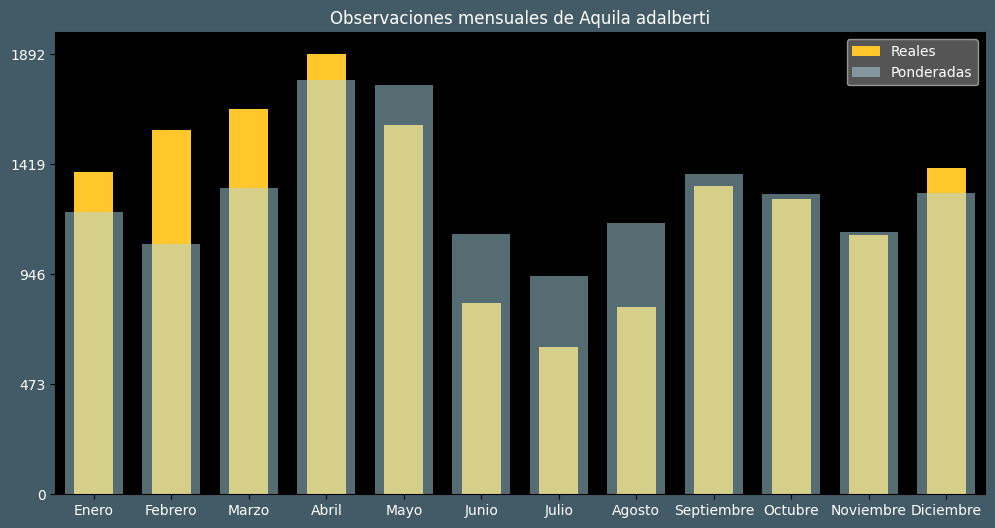 Observaciones mensuales de Aquila adalberti
Reales
Ponderadas
1892
1419
946
473
0
Enero Febrero Marzo Abril Mayo Junio Julio Agosto Septiembre Octubre Noviembre Diciembre